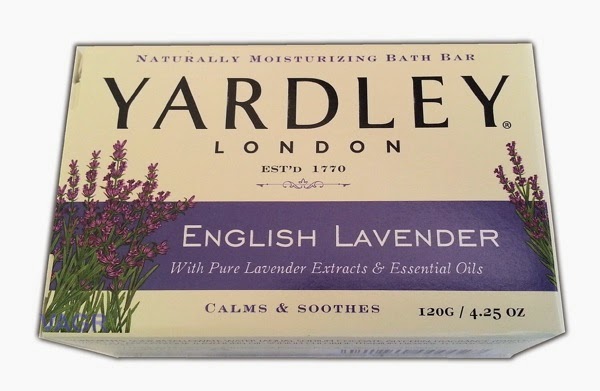 Naturally Moisturizing Bath Bar
YARDLEY®
LONDON
EST'D 1770
ENGLISH LAVENDER
With Pure Lavender Extracts & Essential Oils
CALMS & SOOTHES
120G / 4.25 OZ